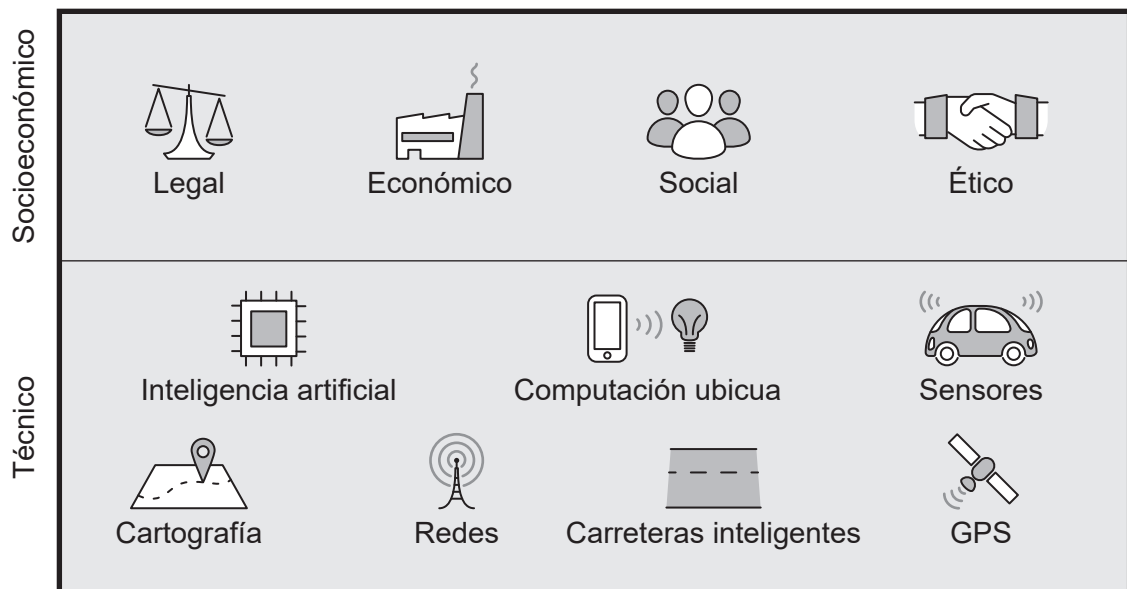 Socioeconómico
Legal
Económico
Social
Ético
Técnico
Inteligencia artificial
Computación ubicua
Sensores
Cartografía
Redes
Carreteras inteligentes
GPS